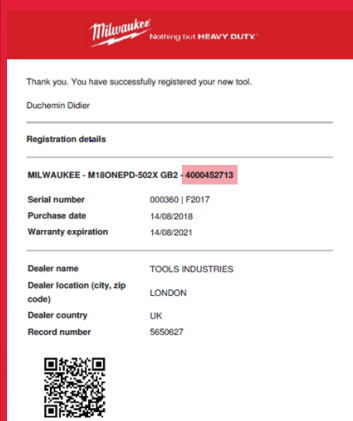 Milwaukee
Nothing but HEAVY DUTY.™
Thank you. You have successfully registered your new tool.
Duchemin Didier
Registration details
MILWAUKEE - M18ONEPD-502X GB2 - 4000452713
Serial number 000360 | F2017
Purchase date 14/08/2018
Warranty expiration 14/08/2021
Dealer name TOOLS INDUSTRIES
Dealer location (city, zip
code) LONDON
Dealer country UK
Record number 5650627